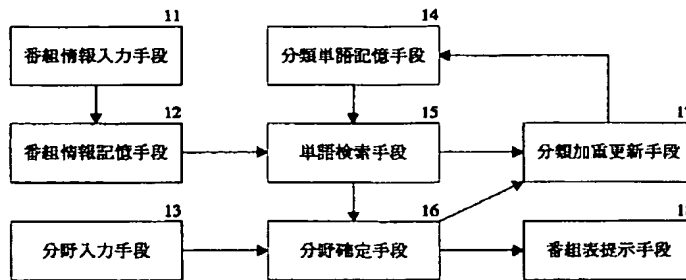 11
14
番組情報入力手段
分類単語記憶手段
12
15
番組情報記憶手段
単語検索手段
分類加重更新手段
13
16
分野入力手段
分野確定手段
番組表提示手段